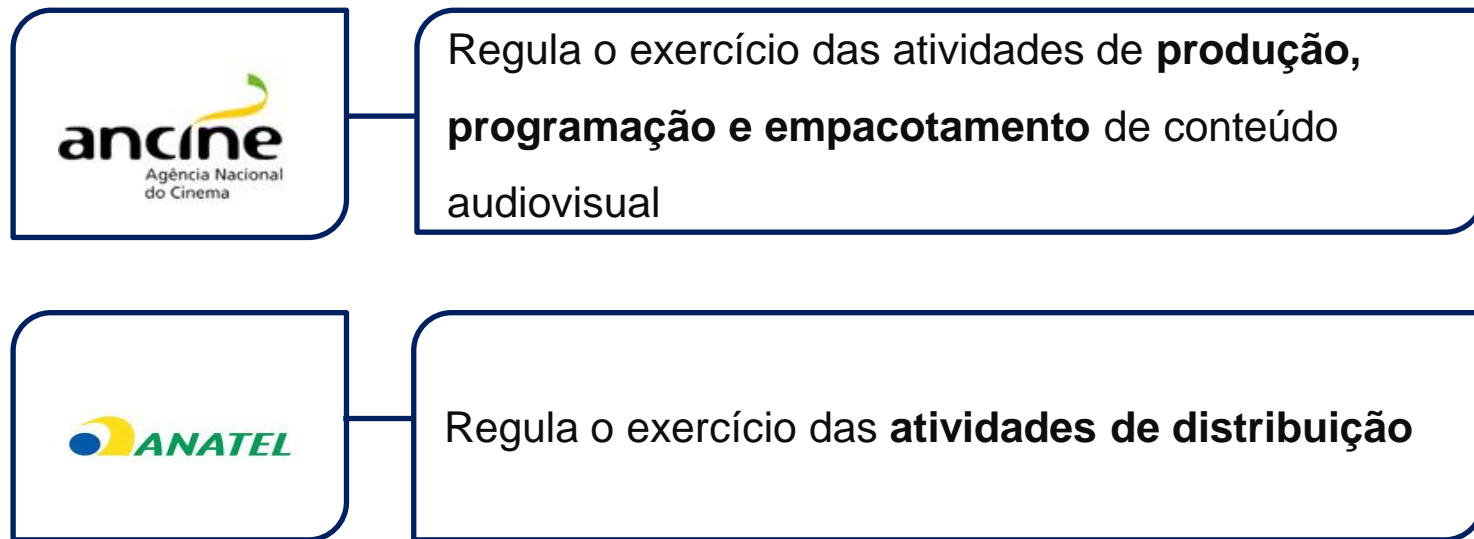 ancine
Agência Nacional
do Cinema
Regula o exercício das atividades de produção,
programação e empacotamento de conteúdo
audiovisual
ANATEL
Regula o exercício das atividades de distribuição